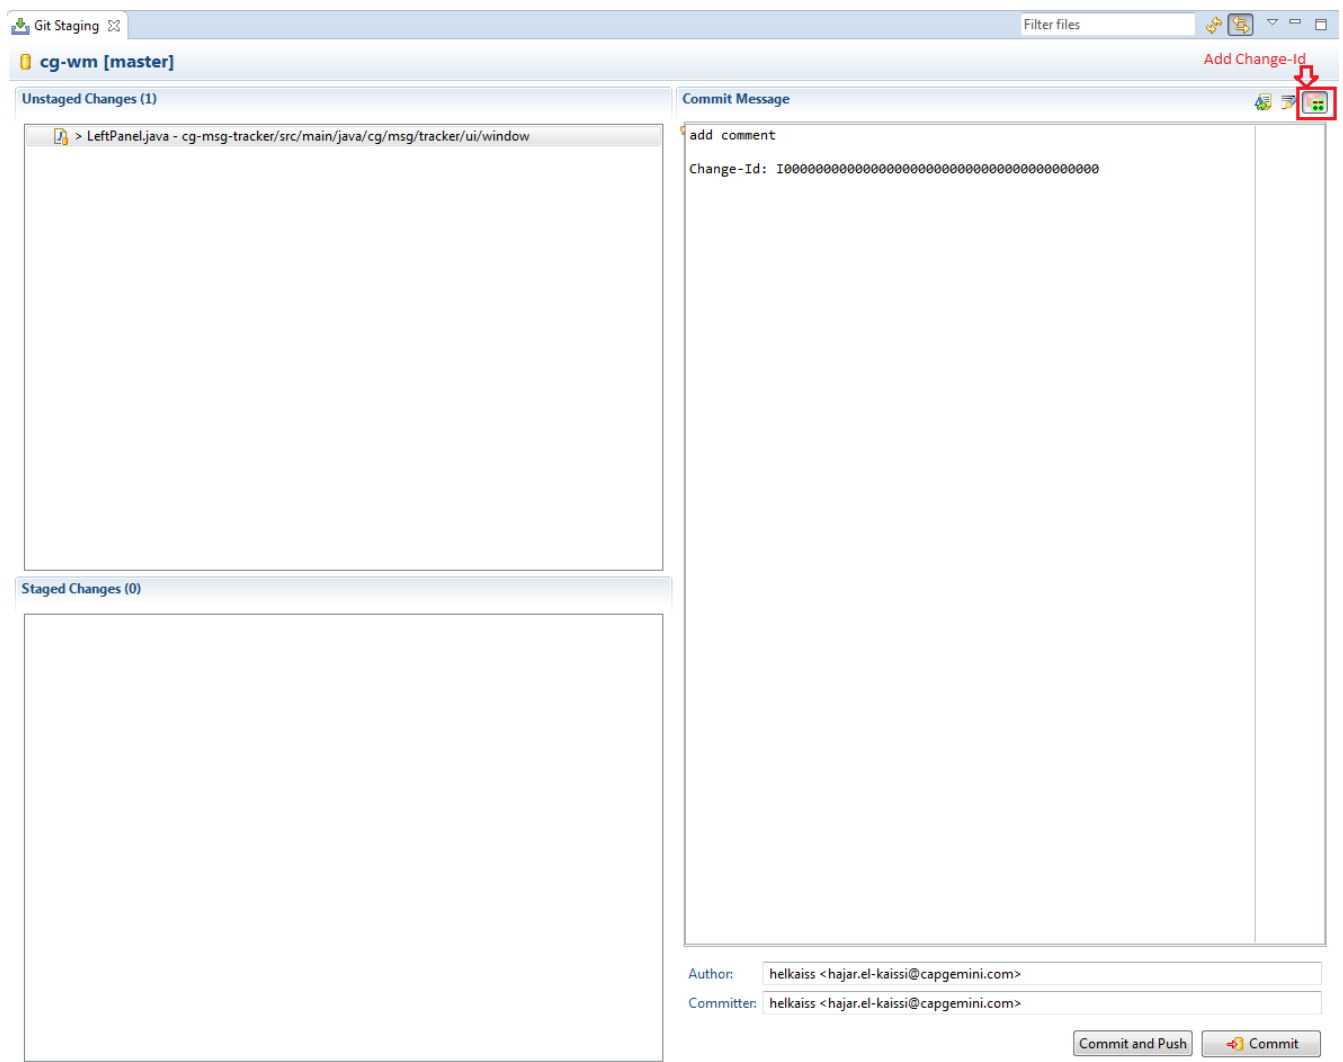 Git Staging
Filter files
cg-wm [master]
Add Change-Id
Unstaged Changes (1)
> LeftPanel.java - cg-msg-tracker/src/main/java/cg/msg/tracker/ui/window
Staged Changes (0)
Commit Message
add comment
Change-Id: I0000000000000000000000000000000000000000
Author: helkaiss <hajar.el-kaissi@capgemini.com>
Committer: helkaiss <hajar.el-kaissi@capgemini.com>
Commit and Push
Commit